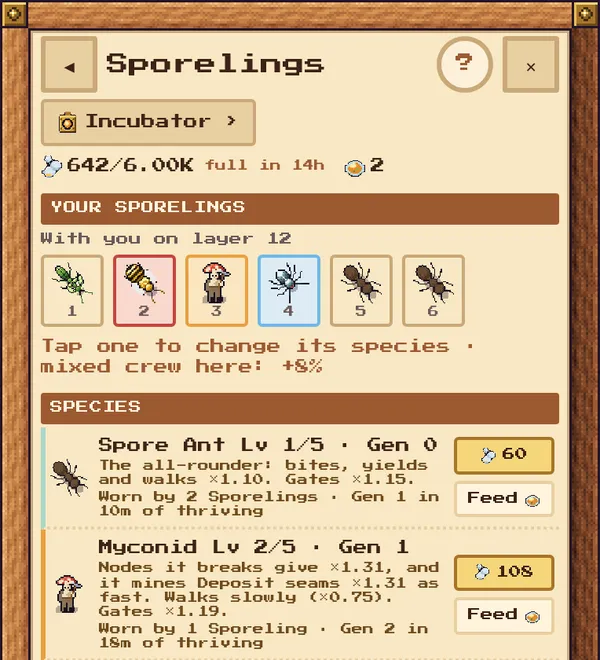 ◂ Sporelings ? ×
Incubator ›
642/6.00K full in 14h 2
YOUR SPORELINGS
With you on layer 12
1 2 3 4 5 6
Tap one to change its species ·
mixed crew here: +8%
SPECIES
Spore Ant Lv 1/5 · Gen 0
The all-rounder: bites, yields
and walks ×1.10. Gates ×1.15.
Worn by 2 Sporelings · Gen 1 in
10m of thriving
60
Feed
Myconid Lv 2/5 · Gen 1
Nodes it breaks give ×1.31, and
it mines Deposit seams ×1.31 as
fast. Walks slowly (×0.75).
Gates ×1.19.
Worn by 1 Sporeling · Gen 2 in
18m of thriving
108
Feed